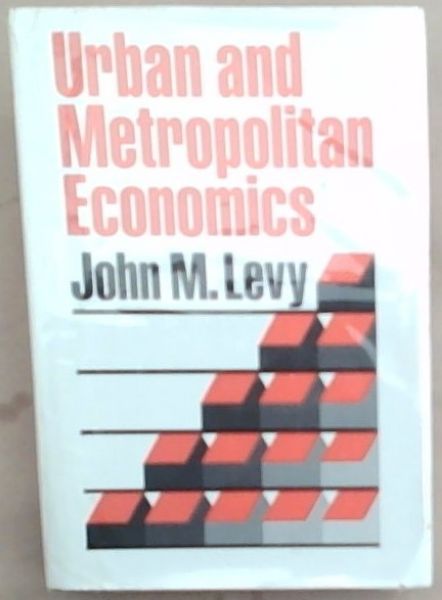 Urban and
Metropolitan
Economics
John M. Levy